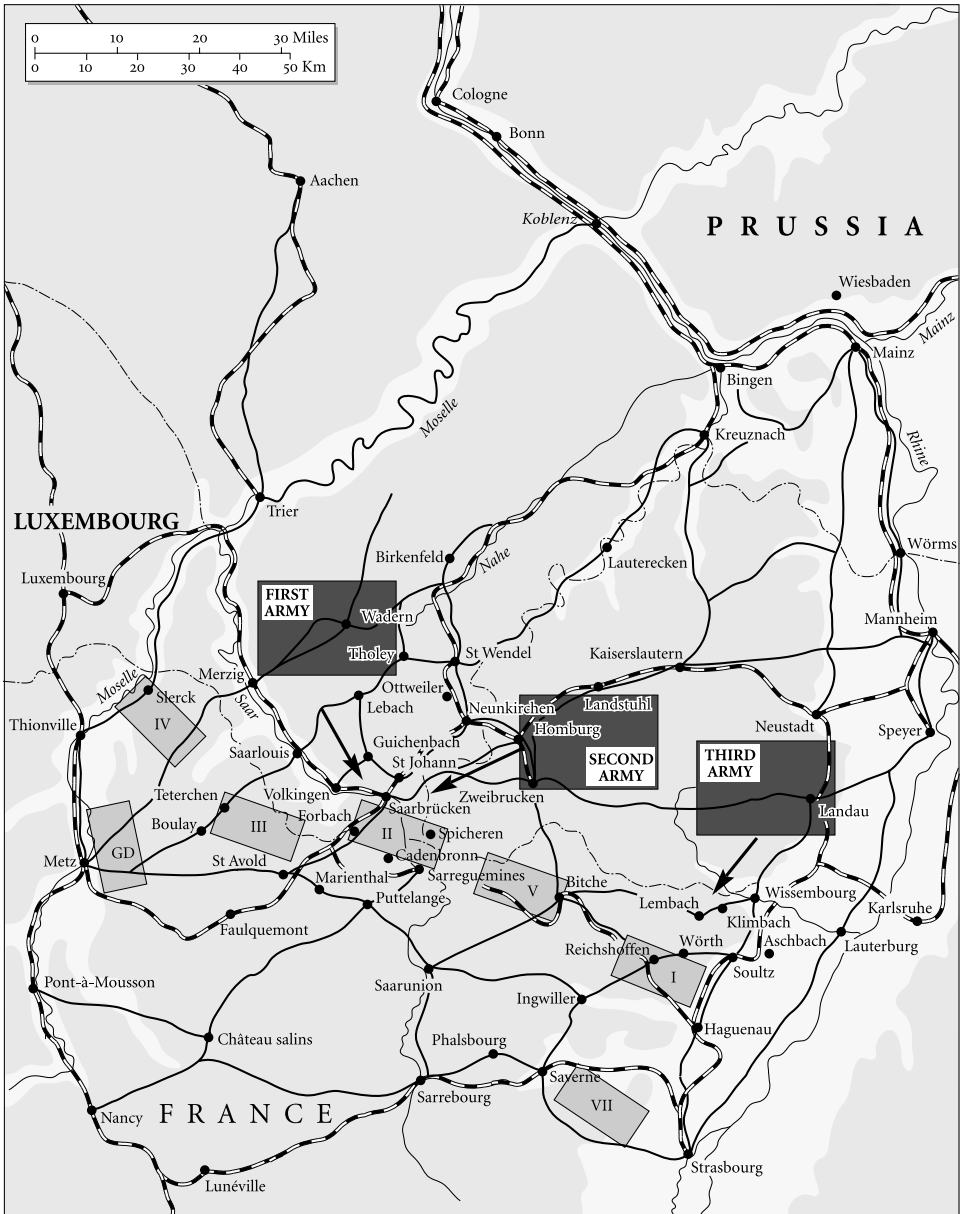 0 10 20 30 Miles
0 10 20 30 40 50 Km
Cologne
Bonn
Aachen
Koblenz
PRUSSIA
Wiesbaden
Mainz
Mainz
Bingen
Moselle
Kreuznach
Rhine
Trier
LUXEMBOURG
Birkenfeld
Nahe
Lauterecken
Wörms
Luxembourg
FIRST
ARMY
Wadern
Mannheim
Tholey
St Wendel
Kaiserslautern
Moselle
Merzig
Slerck
Saar
Ottweiler
Lebach
Landstuhl
IV
Neunkirchen
Neustadt
Thionville
Homburg
Speyer
Saarlouis
Guichenbach
SECOND
ARMY
THIRD
ARMY
St Johann
Teterchen
Volkingen
Zweibrucken
Saarbrücken
Landau
Boulay
III
Forbach
II
Spicheren
GD
Metz
St Avold
Cadenbronn
Marienthal
Sarreguemines
V
Bitche
Wissembourg
Puttelange
Lembach
Klimbach
Karlsruhe
Faulquemont
Reichshoffen
Wörth
Aschbach
Lauterburg
Soultz
I
Pont-à-Mousson
Saarunion
Ingwiller
Haguenau
Château salins
Phalsbourg
Saverne
Sarrebourg
VII
Nancy
FRANCE
Strasbourg
Lunéville